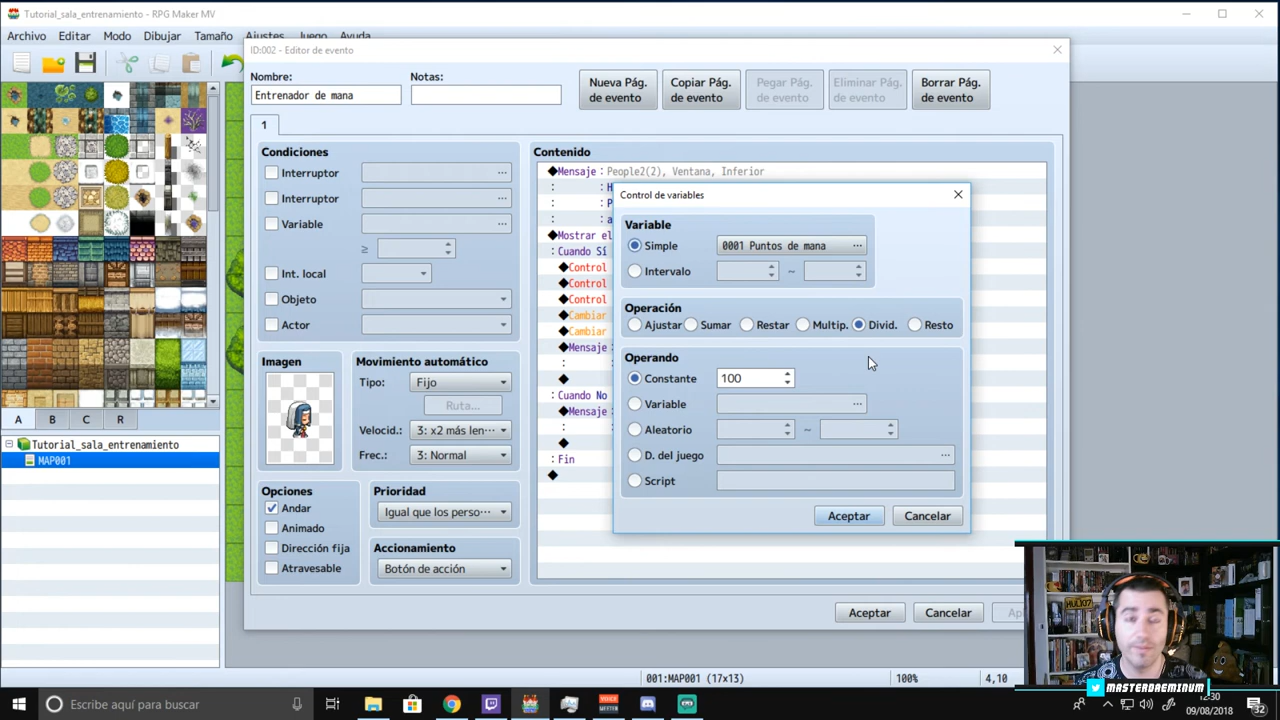 Tutorial_sala_entrenamiento - RPG Maker MV
Archivo Editar Modo Dibujar Tamaño Ajustes Juego Ayuda
ID:002 - Editor de evento
Nombre:
Entrenador de mana
Notas:
Nueva Pág.
de evento
Copiar Pág.
de evento
Pegar Pág.
de evento
Eliminar Pág.
de evento
Borrar Pág.
de evento
1
Condiciones
Interruptor
Interruptor
Variable
≥
Int. local
Objeto
Actor
Imagen
Movimiento automático
Tipo: Fijo
Ruta...
Velocid.: 3: x2 más len···
Frec.: 3: Normal
Opciones
Andar
Animado
Dirección fija
Atravesable
Prioridad
Igual que los perso···
Accionamiento
Botón de acción
Contenido
◆Mensaje : People2(2), Ventana, Inferior
: : H
: : P
: : a
◆Mostrar el
: Cuando Sí
◆Control
◆Control
◆Control
◆Cambiar
◆Cambiar
◆Mensaje :
: :
◆
: Cuando No
◆Mensaje :
: :
◆
: Fin
◆
Control de variables
Variable
Simple 0001 Puntos de mana ···
Intervalo ~
Operación
Ajustar Sumar Restar Multip. Divid. Resto
Operando
Constante 100
Variable
Aleatorio ~
D. del juego
Script
Aceptar Cancelar
Aceptar Cancelar Ap
A B C R
Tutorial_sala_entrenamiento
MAP001
001:MAP001 (17x13) 100% 4,10
HULIO7
MASTERDAEMINUM
Escribe aquí para buscar
VOICE
MEETER
12:30
09/08/2018
32